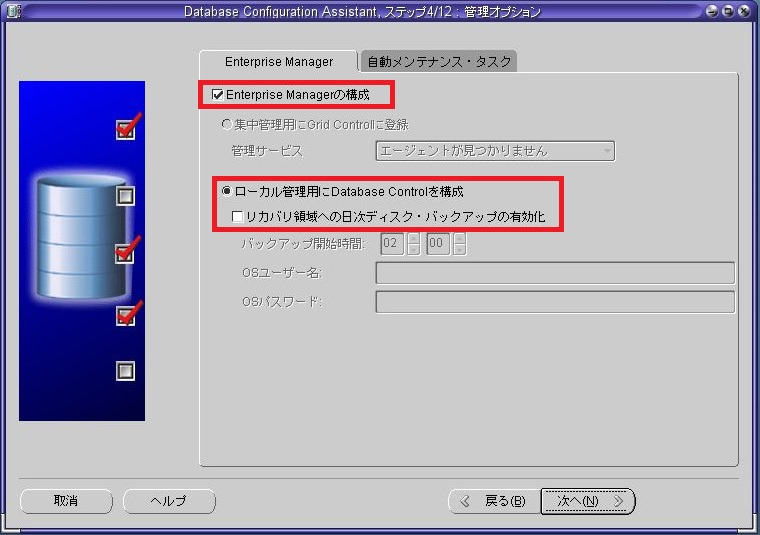 Database Configuration Assistant, ステップ4/12 : 管理オプション
Enterprise Manager
自動メンテナンス・タスク
Enterprise Managerの構成
集中管理用にGrid Controlに登録
管理サービス エージェントが見つかりません
ローカル管理用にDatabase Controlを構成
リカバリ領域への日次ディスク・バックアップの有効化
バックアップ開始時間: 02 00
OSユーザー名:
OSパスワード:
取消
ヘルプ
戻る(B)
次へ(N)